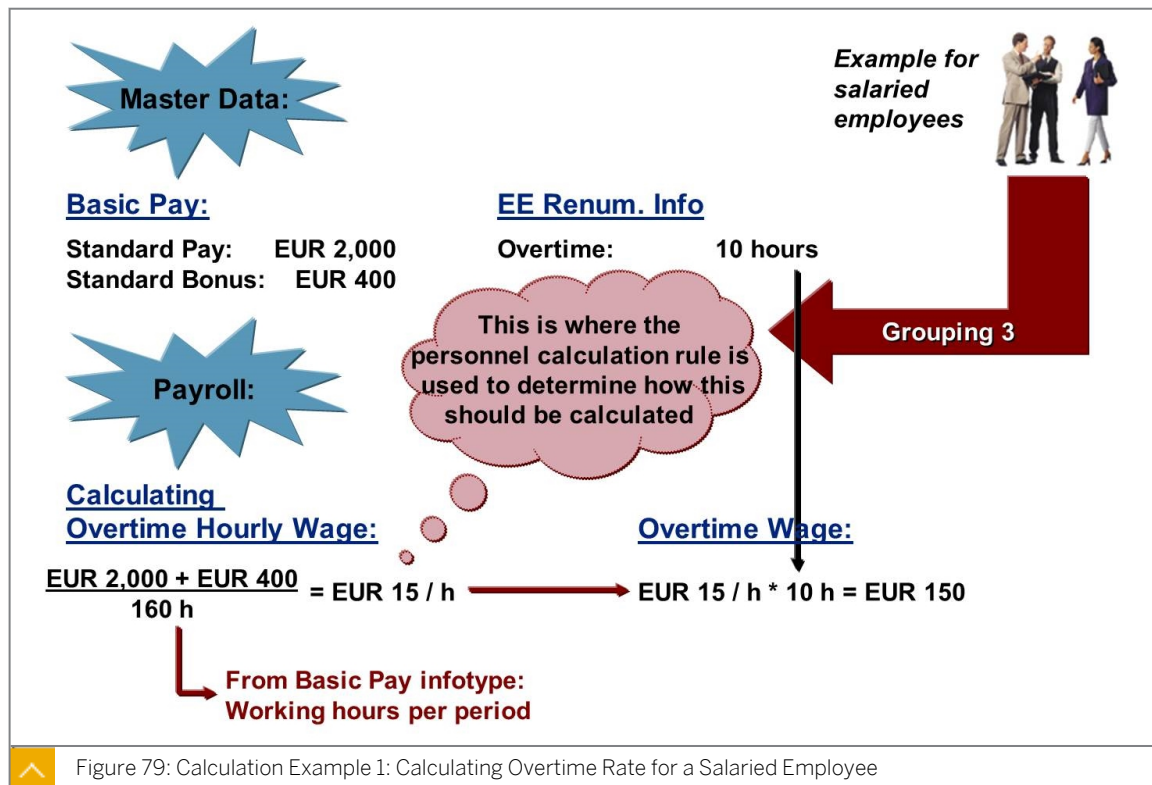 Master Data:
Example for
salaried
employees
Basic Pay:
EE Renum. Info
Standard Pay: EUR 2,000
Standard Bonus: EUR 400
Overtime: 10 hours
This is where the
personnel calculation rule is
used to determine how this
should be calculated
Grouping 3
Payroll:
Calculating
Overtime Hourly Wage:
Overtime Wage:
EUR 2,000 + EUR 400
160 h
= EUR 15 / h
EUR 15 / h * 10 h = EUR 150
From Basic Pay infotype:
Working hours per period
Figure 79: Calculation Example 1: Calculating Overtime Rate for a Salaried Employee